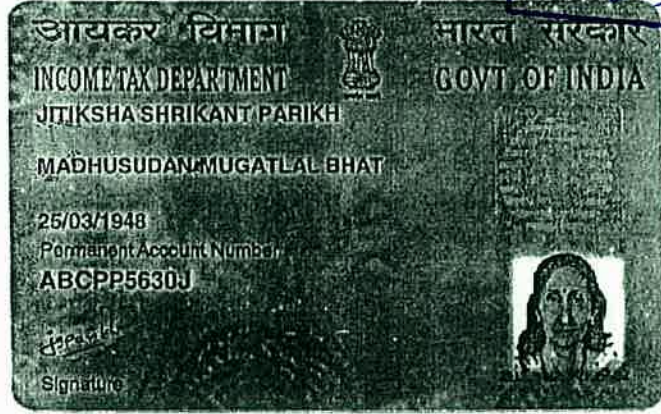 आयकर विभाग
भारत सरकार
INCOME TAX DEPARTMENT
GOVT. OF INDIA
JITIKSHA SHRIKANT PARIKH
MADHUSUDAN MUGATLAL BHAT
25/03/1948
Permanent Account Number
ABCPP5630J
Signature